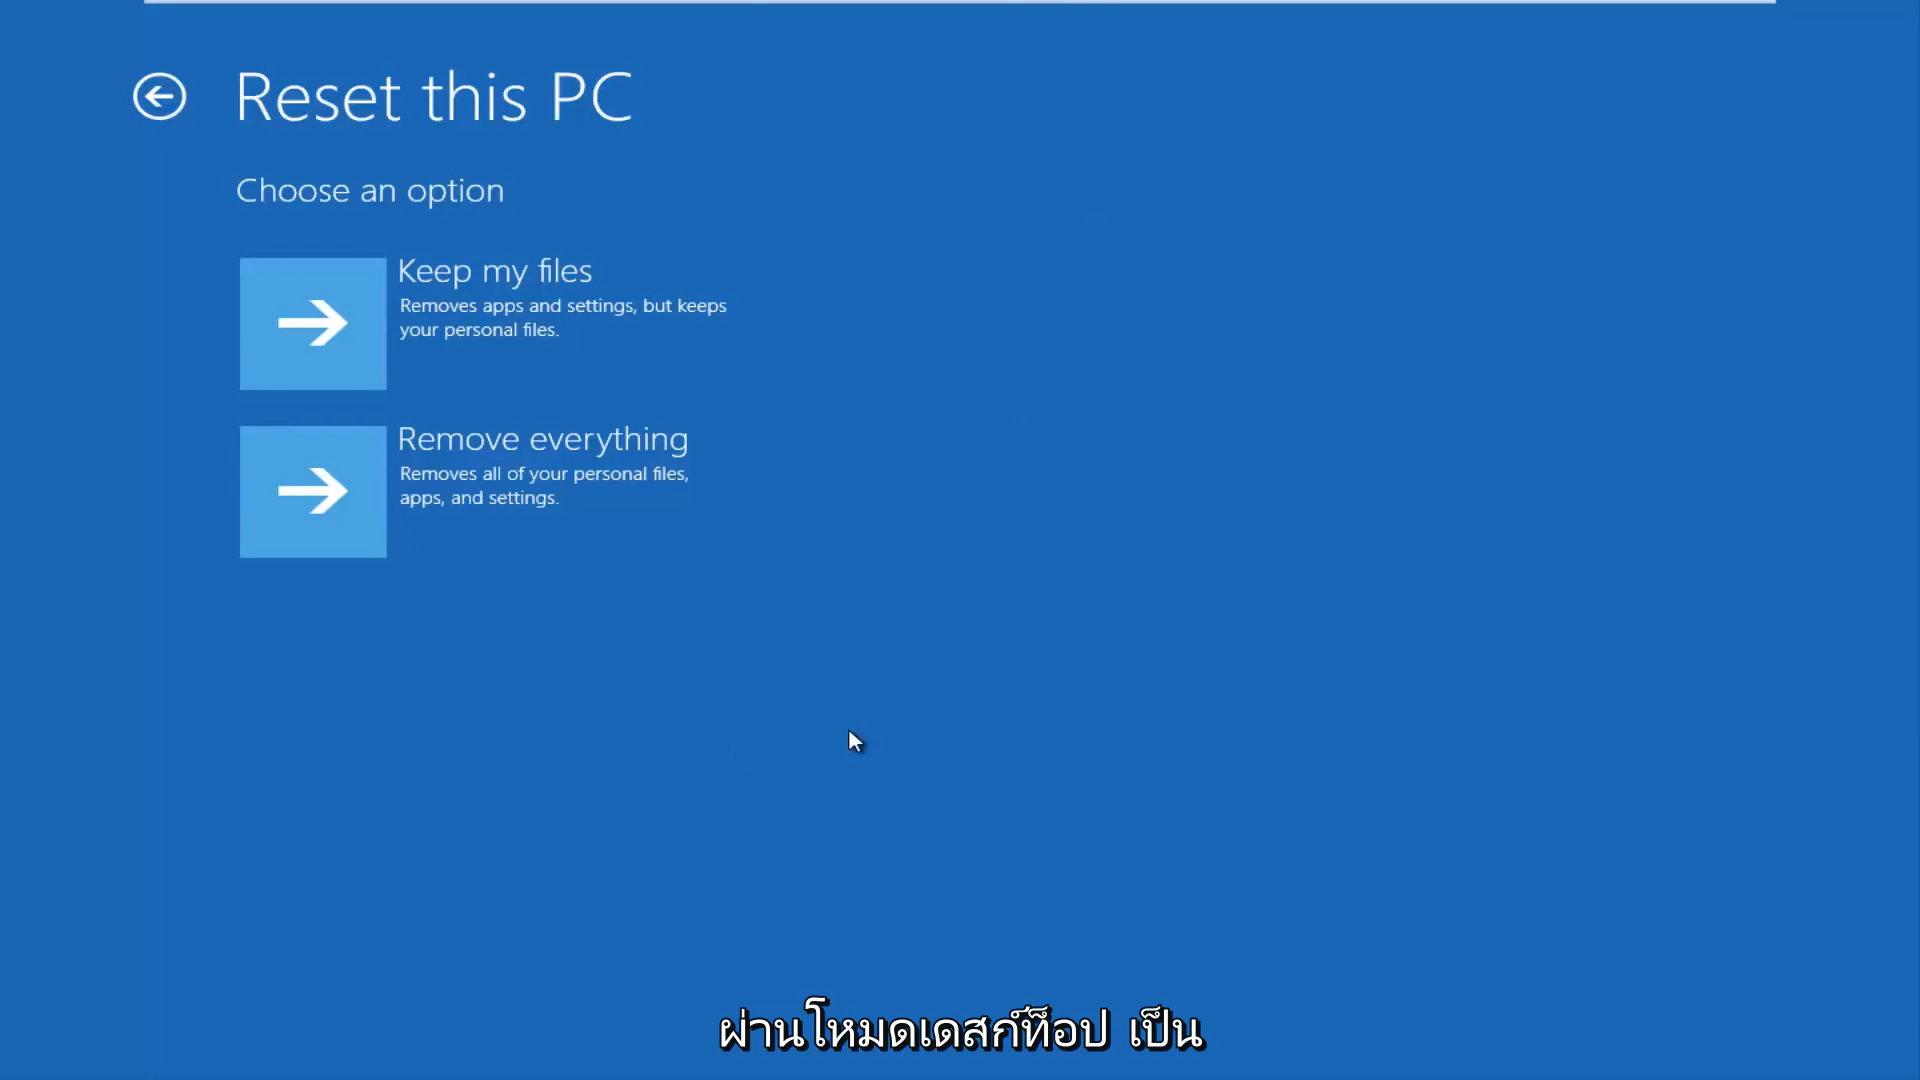 Reset this PC
Choose an option
Keep my files
Removes apps and settings, but keeps
your personal files.
Remove everything
Removes all of your personal files,
apps, and settings.
ผ่านโหมดเดสก์ท็อป เป็น